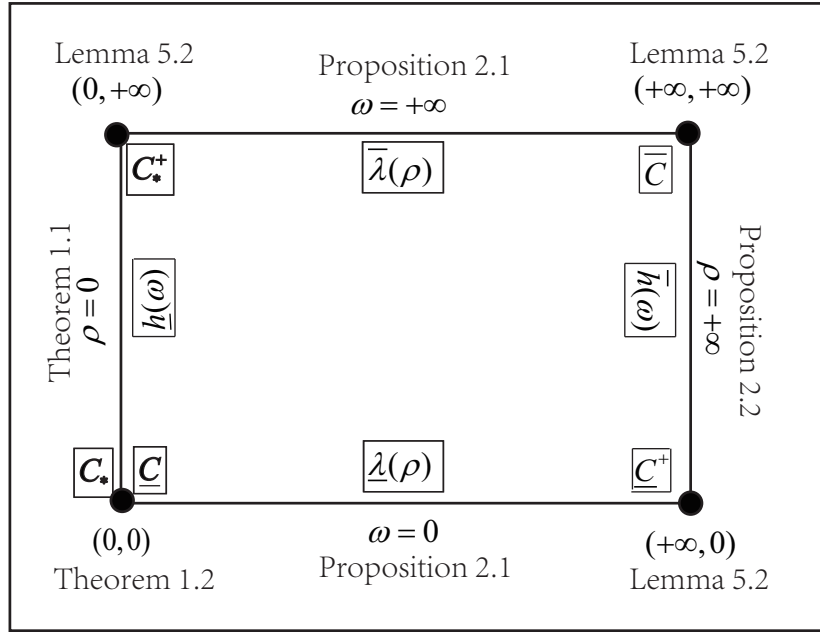 Lemma 5.2
(0, +∞)
Proposition 2.1
ω = +∞
Lemma 5.2
(+∞, +∞)
C̲⁎⁺
λ̅(ρ)
C̅
Theorem 1.1
ρ = 0
h̲(ω)
h̅(ω)
ρ = +∞
Proposition 2.2
C⁎
C̲
λ̲(ρ)
C̲⁺
(0,0)
Theorem 1.2
ω = 0
Proposition 2.1
(+∞, 0)
Lemma 5.2